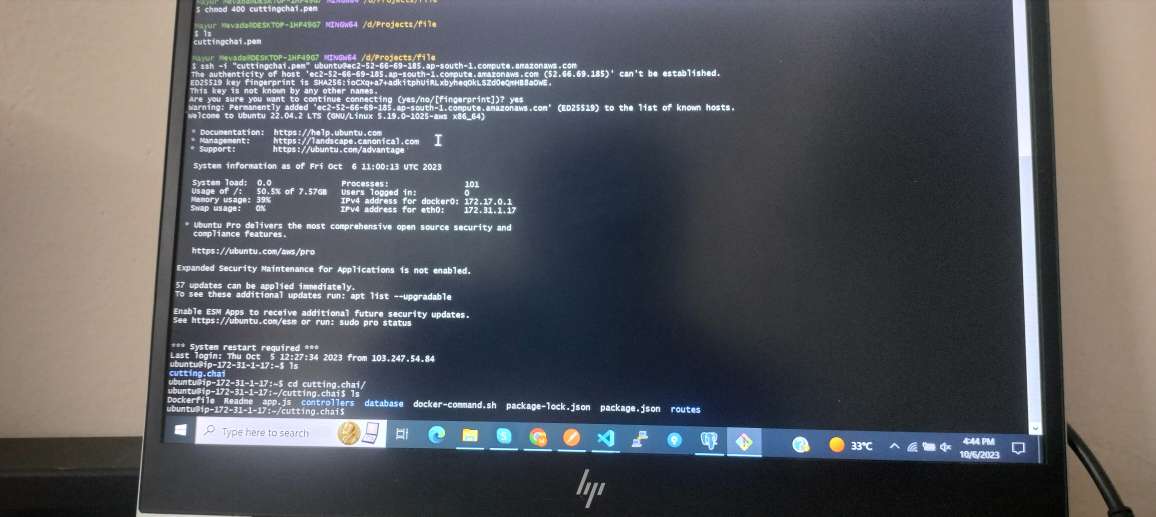 Mayur Mevada@DESKTOP-1HF49G7 MINGW64 /d/Projects/file
$ chmod 400 cuttingchai.pem
Mayur Mevada@DESKTOP-1HF49G7 MINGW64 /d/Projects/file
$ ls
cuttingchai.pem
Mayur Mevada@DESKTOP-1HF49G7 MINGW64 /d/Projects/file
$ ssh -i "cuttingchai.pem" ubuntu@ec2-52-66-69-185.ap-south-1.compute.amazonaws.com
The authenticity of host 'ec2-52-66-69-185.ap-south-1.compute.amazonaws.com (52.66.69.185)' can't be established.
ED25519 key fingerprint is
This key is not known by any other names.
Are you sure you want to continue connecting (yes/no/[fingerprint])? yes
Warning: Permanently added 'ec2-52-66-69-185.ap-south-1.compute.amazonaws.com' (ED25519) to the list of known hosts.
Welcome to Ubuntu 22.04.2 LTS (GNU/Linux 5.19.0-1025-aws x86_64)
* Documentation: https://help.ubuntu.com
* Management: https://landscape.canonical.com
* Support: https://ubuntu.com/advantage
System information as of Fri Oct 6 11:00:13 UTC 2023
System load: 0.0 Processes: 101
Usage of /: 50.5% of 7.57GB Users logged in: 0
Memory usage: 39% IPv4 address for docker0: 172.17.0.1
Swap usage: 0% IPv4 address for eth0: 172.31.1.17
* Ubuntu Pro delivers the most comprehensive open source security and
compliance features.
https://ubuntu.com/aws/pro
Expanded Security Maintenance for Applications is not enabled.
57 updates can be applied immediately.
To see these additional updates run: apt list --upgradable
Enable ESM Apps to receive additional future security updates.
See https://ubuntu.com/esm or run: sudo pro status
*** System restart required ***
Last login: Thu Oct 5 12:27:34 2023 from 103.247.54.84
ubuntu@ip-172-31-1-17:~$ ls
cutting.chai
ubuntu@ip-172-31-1-17:~$ cd cutting.chai/
ubuntu@ip-172-31-1-17:~/cutting.chai$ ls
Dockerfile Readme app.js controllers database docker-command.sh package-lock.json package.json routes
ubuntu@ip-172-31-1-17:~/cutting.chai$
Type here to search
33°C
4:44 PM
10/6/2023
hp